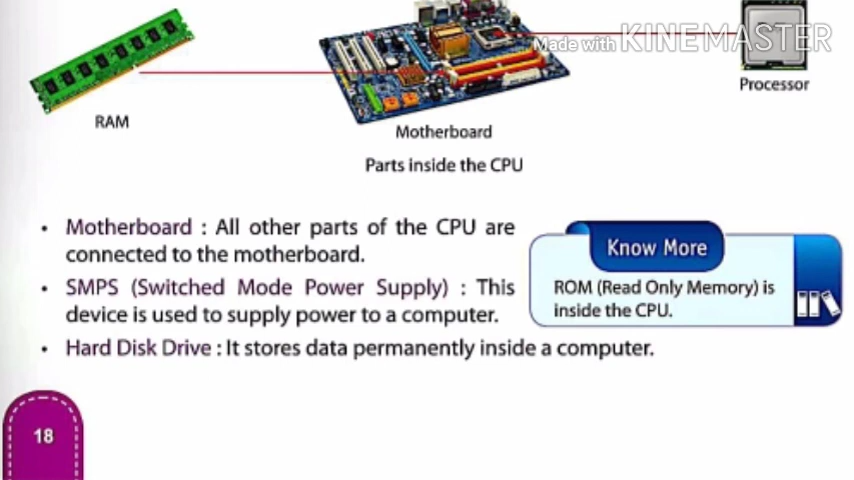 Made with KINEMASTER
Processor
RAM
Motherboard
Parts inside the CPU
• Motherboard : All other parts of the CPU are
connected to the motherboard.
• SMPS (Switched Mode Power Supply) : This
device is used to supply power to a computer.
• Hard Disk Drive : It stores data permanently inside a computer.
Know More
ROM (Read Only Memory) is
inside the CPU.
18